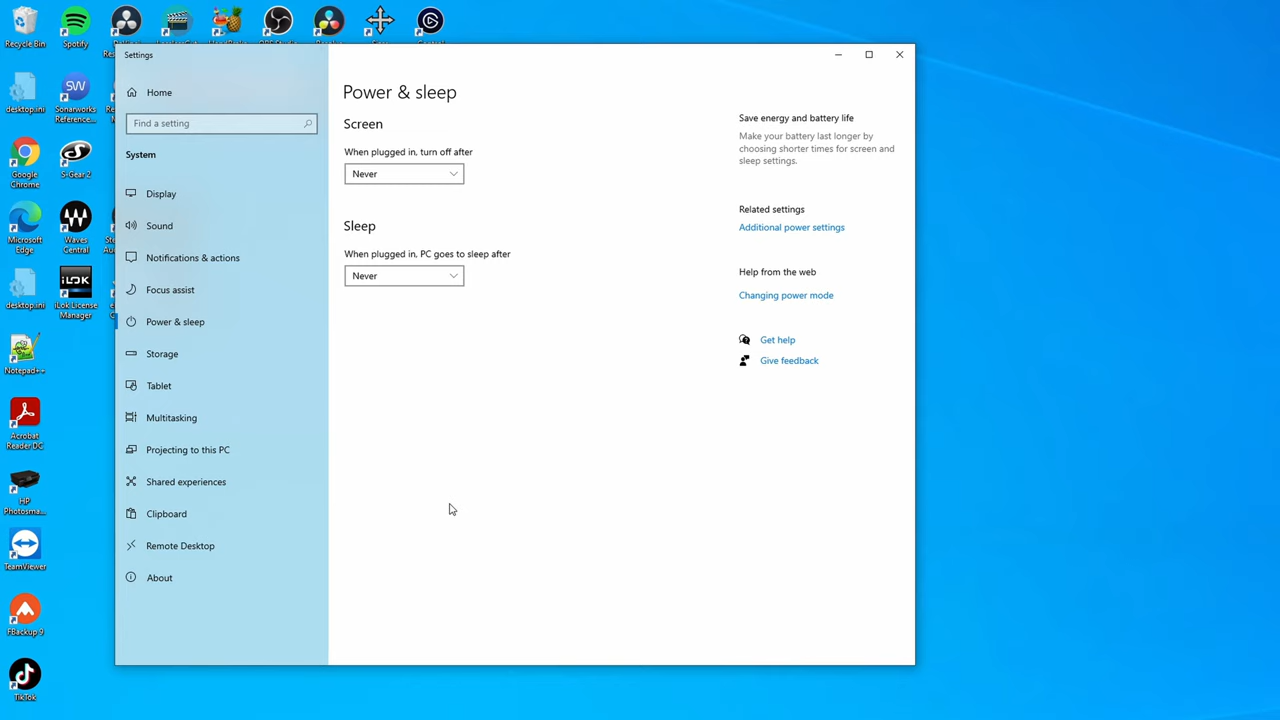 Recycle Bin
Spotify
Settings
Home
Find a setting
System
Display
Sound
Notifications & actions
Focus assist
Power & sleep
Storage
Tablet
Multitasking
Projecting to this PC
Shared experiences
Clipboard
Remote Desktop
About
Power & sleep
Screen
When plugged in, turn off after
Never
Sleep
When plugged in, PC goes to sleep after
Never
Save energy and battery life
Make your battery last longer by
choosing shorter times for screen and
sleep settings.
Related settings
Additional power settings
Help from the web
Changing power mode
Get help
Give feedback
desktop.ini
SW
Sonarworks
Reference...
Google
Chrome
S-Gear 2
Microsoft
Edge
Waves
Central
desktop.ini
iLOK
iLok License
Manager
Notepad++
Acrobat
Reader DC
HP
Photosma...
TeamViewer
FBackup 9
TikTok